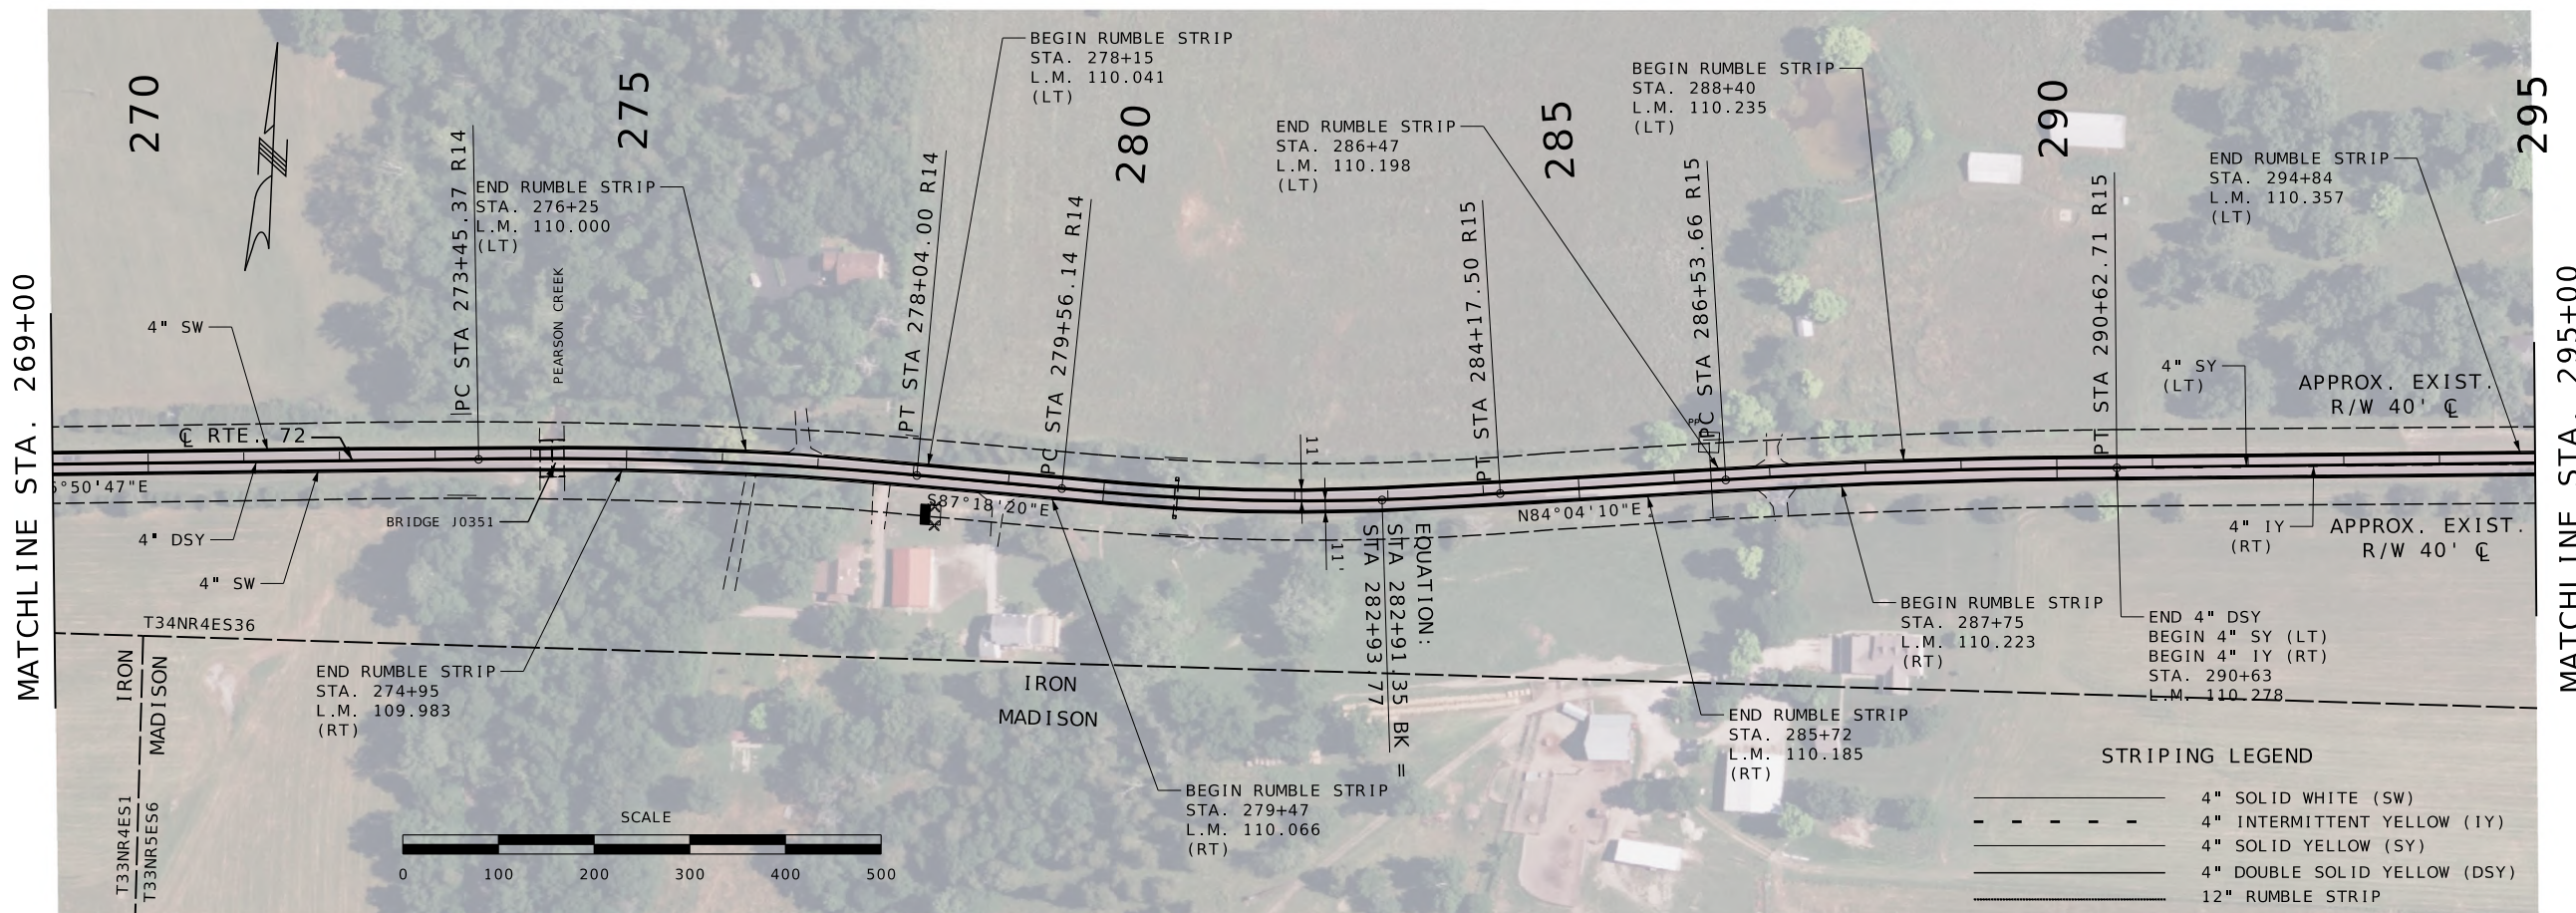 270
275
280
285
290
295
BEGIN RUMBLE STRIP
STA. 278+15
L.M. 110.041
(LT)
BEGIN RUMBLE STRIP
STA. 288+40
L.M. 110.235
(LT)
END RUMBLE STRIP
STA. 286+47
L.M. 110.198
(LT)
END RUMBLE STRIP
STA. 294+84
L.M. 110.357
(LT)
END RUMBLE STRIP
STA. 276+25
L.M. 110.000
(LT)
PC STA 273+45.37 R14
PT STA 278+04.00 R14
PC STA 279+56.14 R14
PT STA 284+17.50 R15
PC STA 286+53.66 R15
PT STA 290+62.71 R15
PEARSON CREEK
MATCHLINE STA. 269+00
MATCHLINE STA. 295+00
4" SW
℄ RTE. 72
4" SY
(LT)
APPROX. EXIST.
R/W 40' ℄
PP
11'
11'
5°50'47"E
S87°18'20"E
N84°04'10"E
BRIDGE J0351
4" DSY
4" SW
4" IY
(RT)
APPROX. EXIST.
R/W 40' ℄
EQUATION:
STA 282+91.35 BK =
STA 282+93.77
T34NR4ES36
IRON
MADISON
T33NR4ES1
T33NR5ES6
IRON
MADISON
END RUMBLE STRIP
STA. 274+95
L.M. 109.983
(RT)
BEGIN RUMBLE STRIP
STA. 287+75
L.M. 110.223
(RT)
END 4" DSY
BEGIN 4" SY (LT)
BEGIN 4" IY (RT)
STA. 290+63
L.M. 110.278
END RUMBLE STRIP
STA. 285+72
L.M. 110.185
(RT)
BEGIN RUMBLE STRIP
STA. 279+47
L.M. 110.066
(RT)
SCALE
0 100 200 300 400 500
STRIPING LEGEND
4" SOLID WHITE (SW)
4" INTERMITTENT YELLOW (IY)
4" SOLID YELLOW (SY)
4" DOUBLE SOLID YELLOW (DSY)
12" RUMBLE STRIP